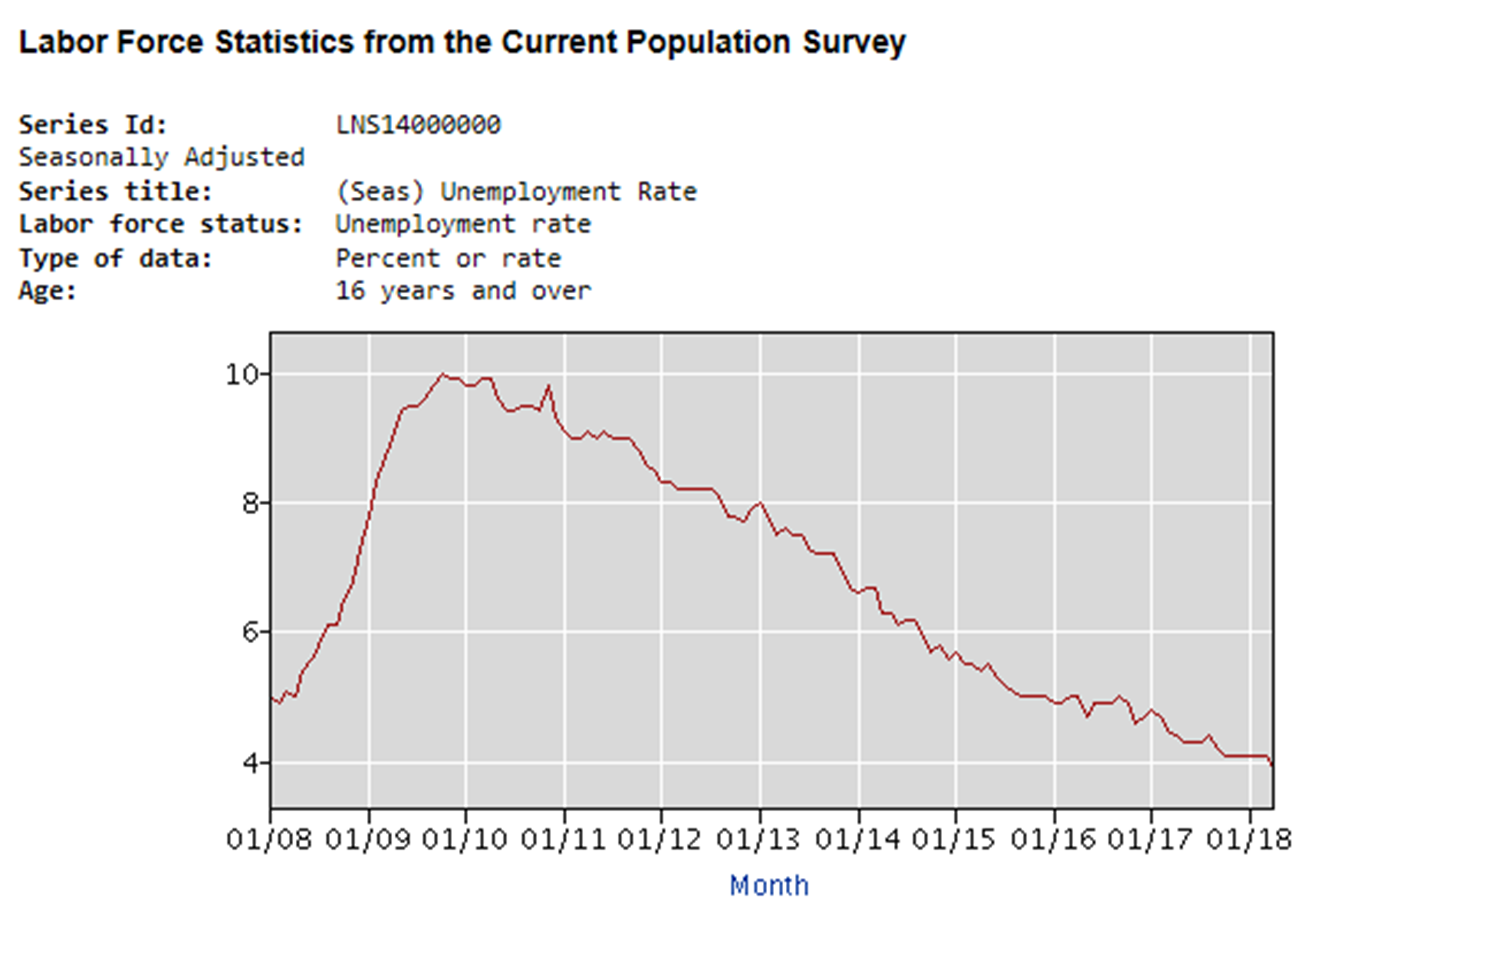 Labor Force Statistics from the Current Population Survey
Series Id: LNS14000000
Seasonally Adjusted
Series title: (Seas) Unemployment Rate
Labor force status: Unemployment rate
Type of data: Percent or rate
Age: 16 years and over
10
8
6
4
01/08 01/09 01/10 01/11 01/12 01/13 01/14 01/15 01/16 01/17 01/18
Month